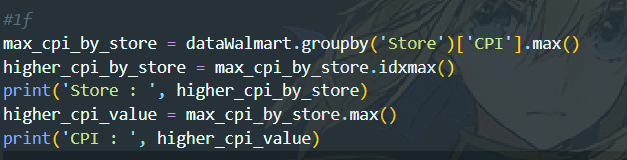 #1f
max_cpi_by_store = dataWalmart.groupby('Store')['CPI'].max()
higher_cpi_by_store = max_cpi_by_store.idxmax()
print('Store : ', higher_cpi_by_store)
higher_cpi_value = max_cpi_by_store.max()
print('CPI : ', higher_cpi_value)